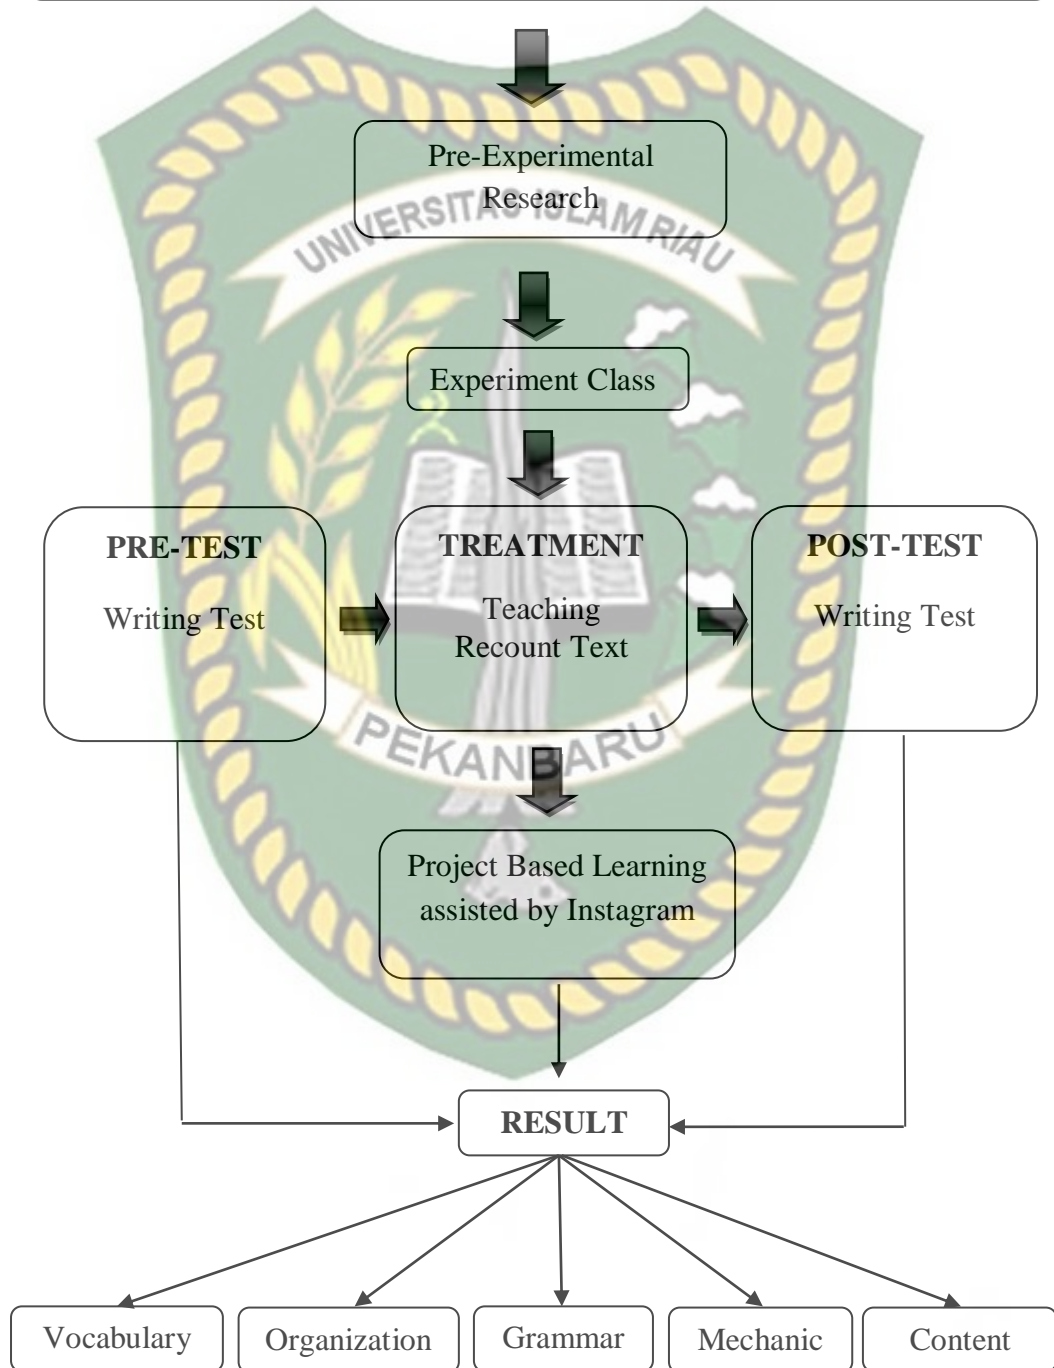 Pre-Experimental
Research
UNIVERSITAS ISLAM RIAU
Experiment Class
PRE-TEST
Writing Test
TREATMENT
Teaching
Recount Text
POST-TEST
Writing Test
PEKANBARU
Project Based Learning
assisted by Instagram
RESULT
Vocabulary
Organization
Grammar
Mechanic
Content